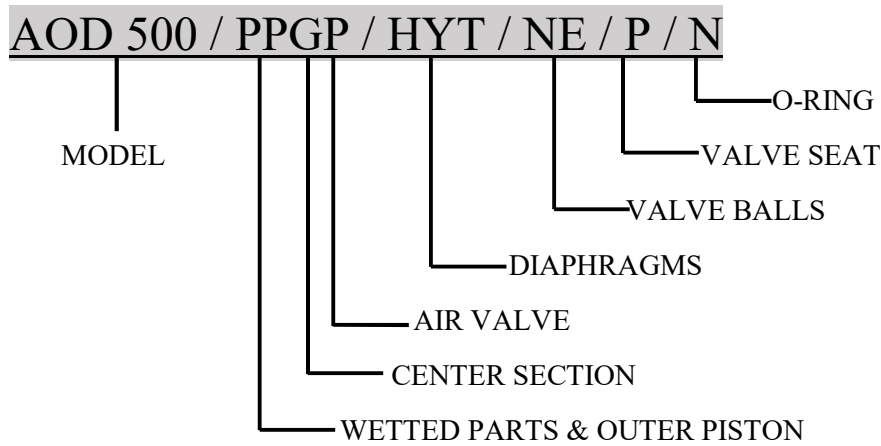 AOD 500 / PPGP / HYT / NE / P / N
O-RING
MODEL
VALVE SEAT
VALVE BALLS
DIAPHRAGMS
AIR VALVE
CENTER SECTION
WETTED PARTS & OUTER PISTON